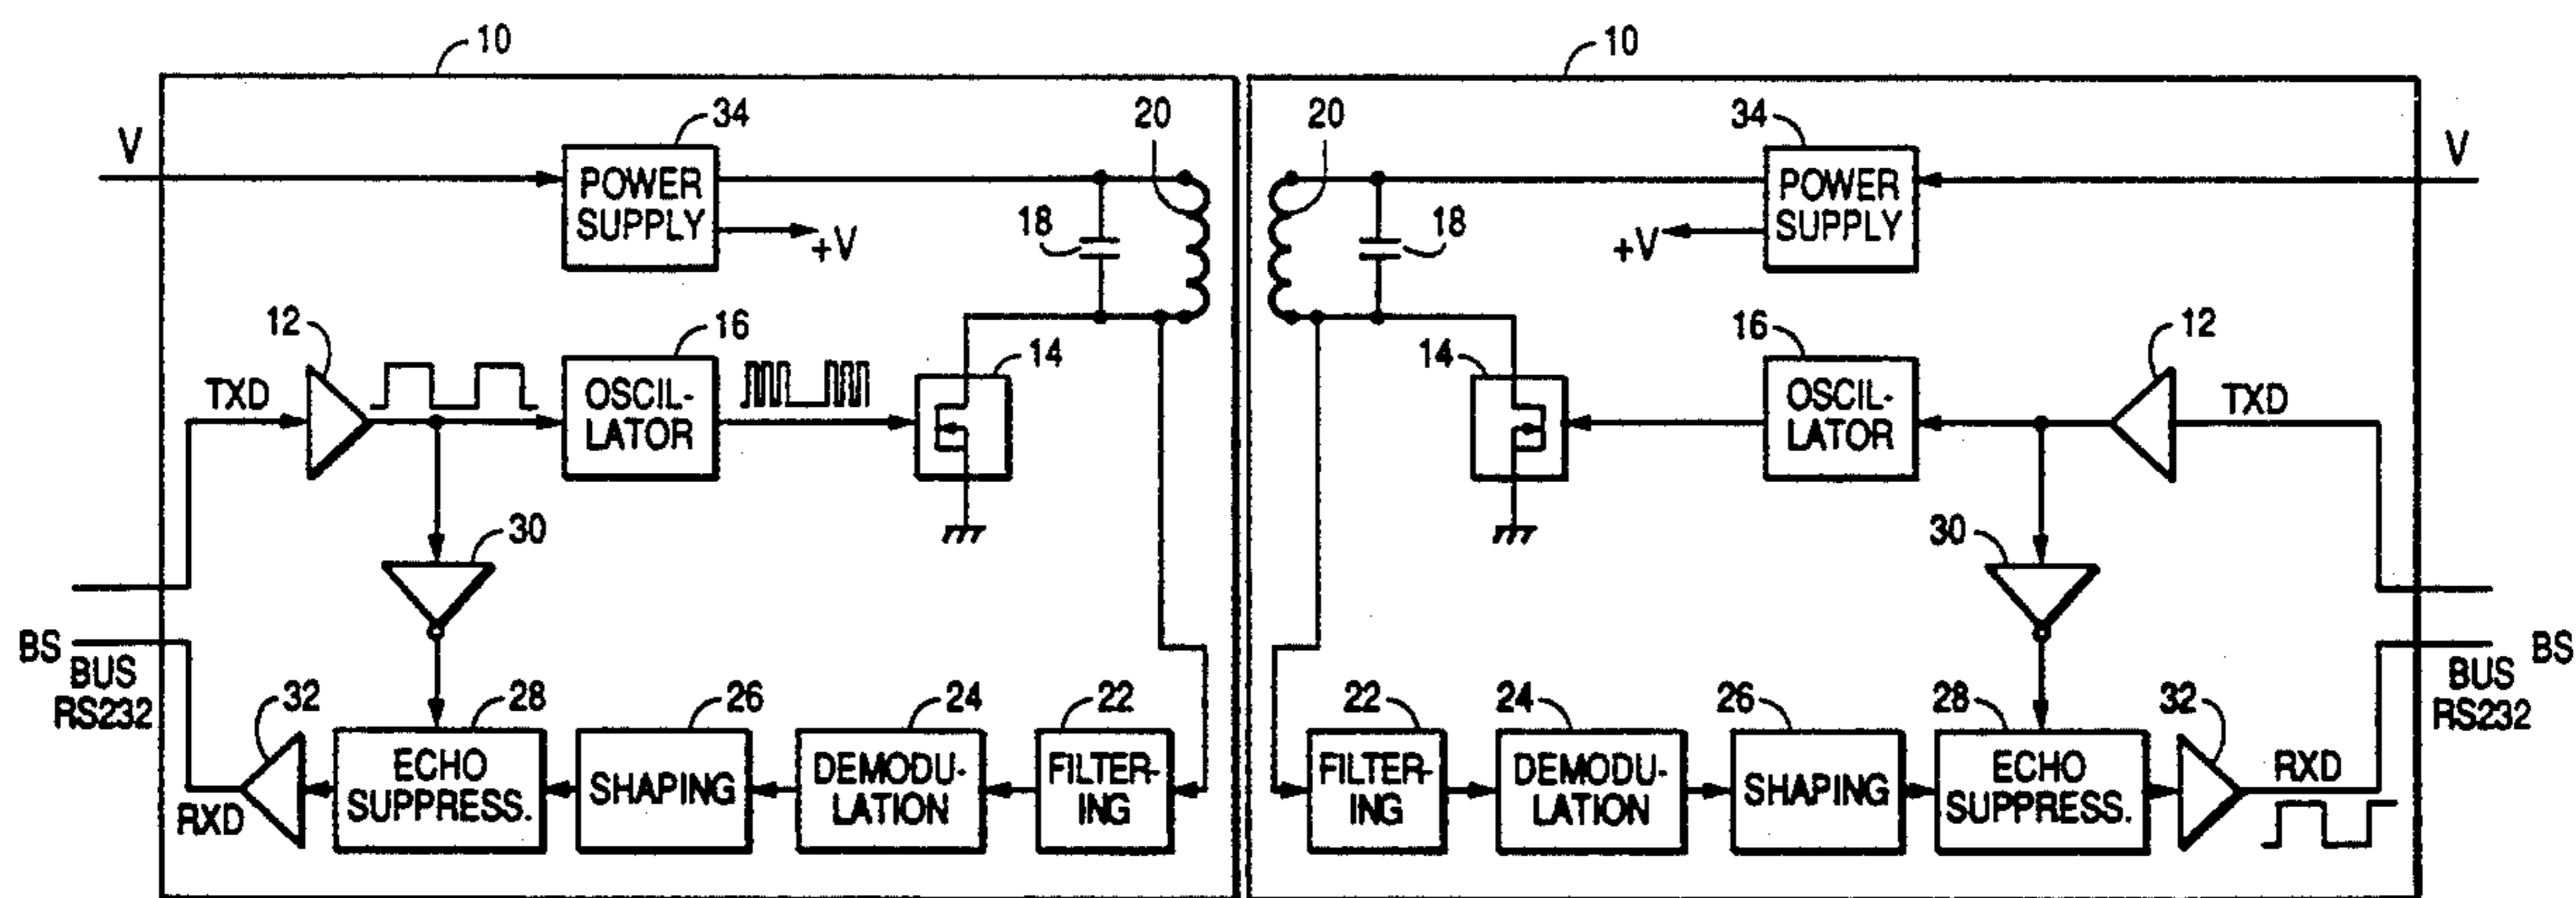 10
10
34
20
20
34
V
POWER
SUPPLY
+V
18
18
+V
POWER
SUPPLY
V
12
TXD
16
OSCIL-
LATOR
14
14
16
OSCIL-
LATOR
12
TXD
30
30
BS
BUS
RS232
RXD
32
28
ECHO
SUPPRESS.
26
SHAPING
24
DEMODU-
LATION
22
FILTER-
ING
22
FILTER-
ING
24
DEMODU-
LATION
26
SHAPING
28
ECHO
SUPPRESS.
32
RXD
BUS
RS232
BS